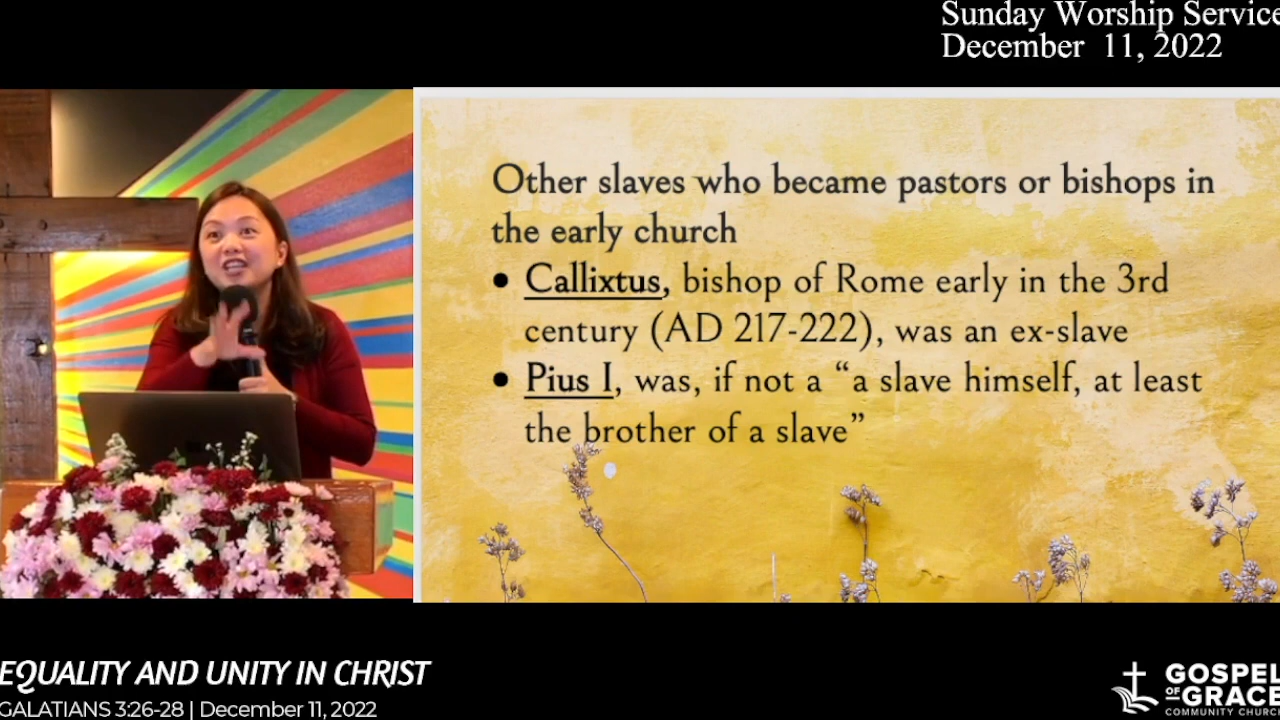 Sunday Worship Service
December 11, 2022
Other slaves who became pastors or bishops in
the early church
• Callixtus, bishop of Rome early in the 3rd
century (AD 217-222), was an ex-slave
• Pius I, was, if not a “a slave himself, at least
the brother of a slave”
EQUALITY AND UNITY IN CHRIST
GALATIANS 3:26-28 | December 11, 2022
GOSPEL
OF GRACE
COMMUNITY CHURCH